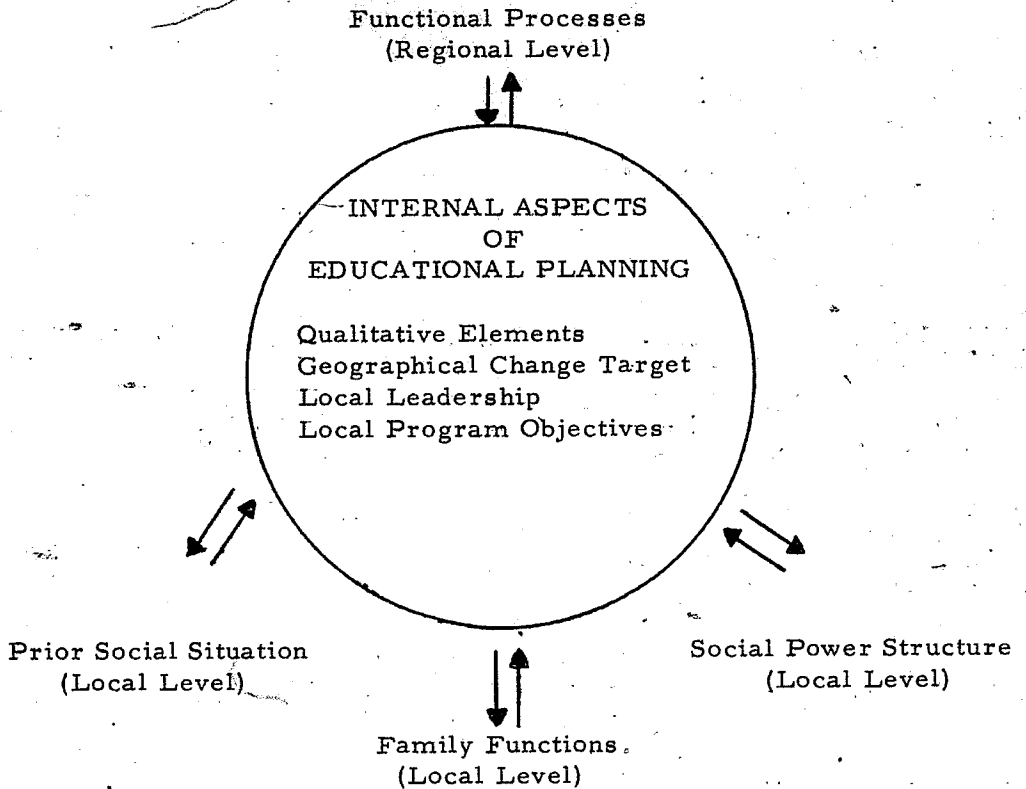 Functional Processes
(Regional Level)
INTERNAL ASPECTS
OF
EDUCATIONAL PLANNING
Qualitative Elements
Geographical Change Target
Local Leadership
Local Program Objectives
Prior Social Situation
(Local Level)
Social Power Structure
(Local Level)
Family Functions
(Local Level)